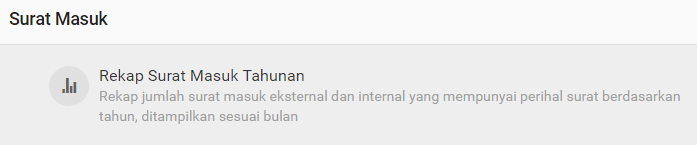 Surat Masuk
Rekap Surat Masuk Tahunan
Rekap jumlah surat masuk eksternal dan internal yang mempunyai perihal surat berdasarkan
tahun, ditampilkan sesuai bulan